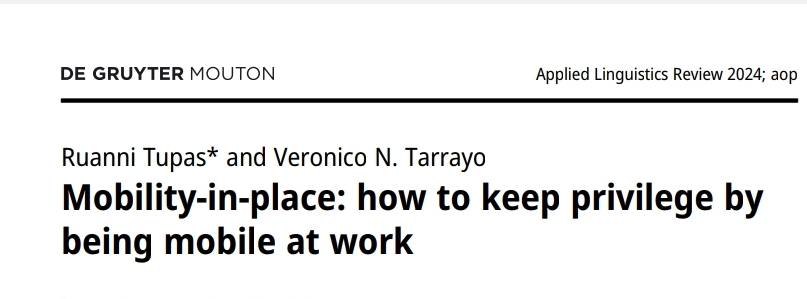 DE GRUYTER MOUTON
Applied Linguistics Review 2024; aop
Ruanni Tupas* and Veronico N. Tarrayo
Mobility-in-place: how to keep privilege by
being mobile at work